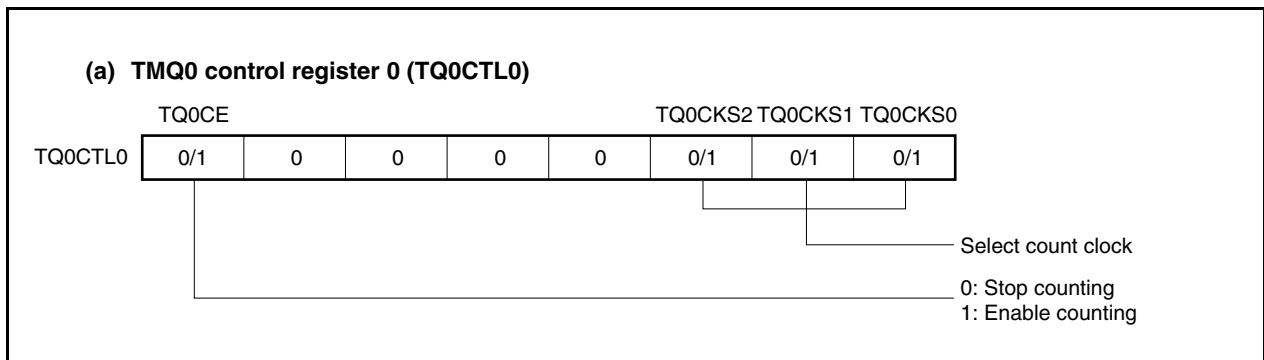 (a) TMQ0 control register 0 (TQ0CTL0)
TQ0CE TQ0CKS2 TQ0CKS1 TQ0CKS0
TQ0CTL0 0/1 0 0 0 0 0/1 0/1 0/1
Select count clock
0: Stop counting
1: Enable counting